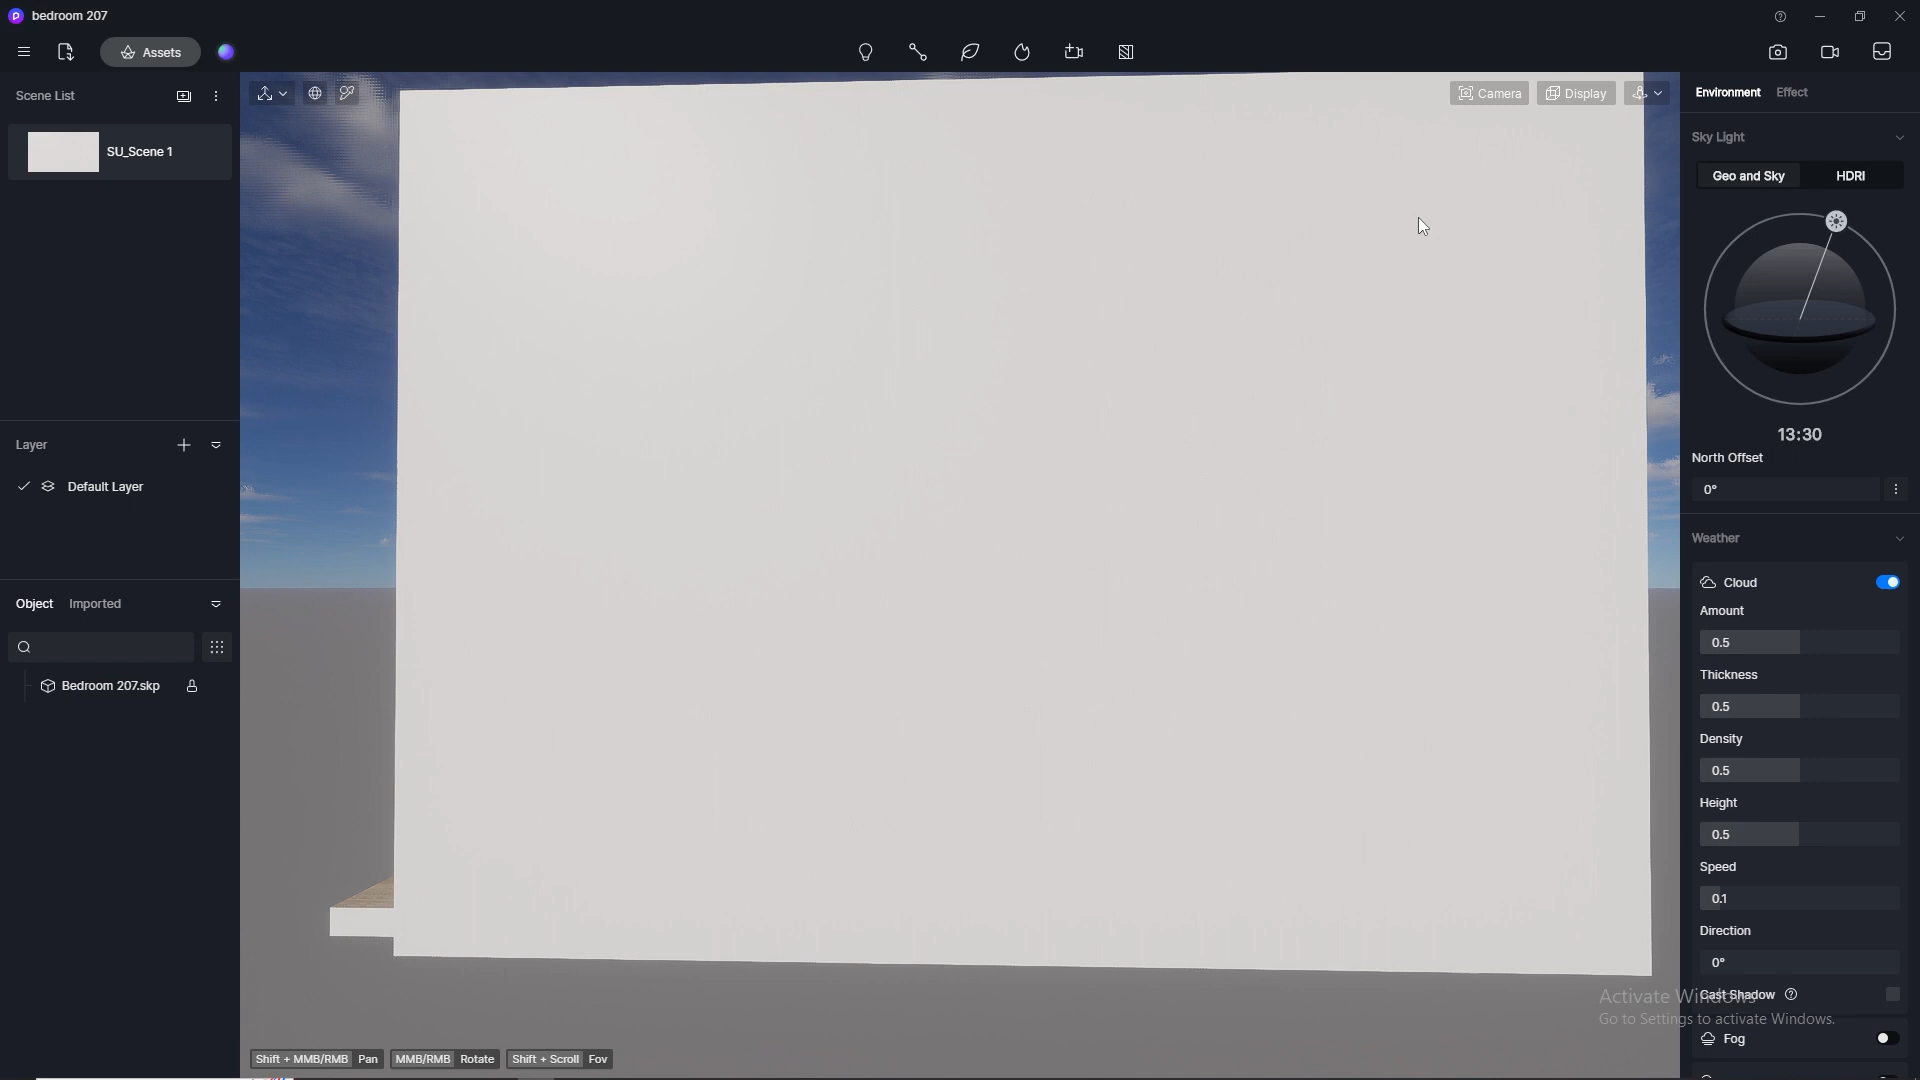 bedroom 207
Assets
Scene List
SU_Scene 1
Layer
Default Layer
Object Imported
Bedroom 207.skp
Camera
Display
Shift + MMB/RMB Pan MMB/RMB Rotate Shift + Scroll Fov
Environment Effect
Sky Light
Geo and Sky HDRI
13:30
North Offset
0°
Weather
Cloud
Amount
0.5
Thickness
0.5
Density
0.5
Height
0.5
Speed
0.1
Direction
0°
Cast Shadow
Fog
Activate Windows
Go to Settings to activate Windows.